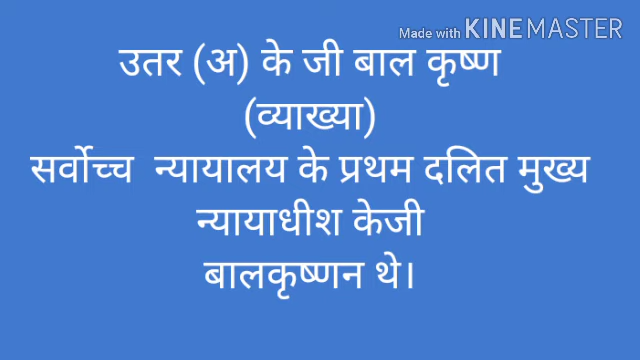 Made with KINEMASTER
उतर (अ) के जी बाल कृष्ण
(व्याख्या)
सर्वोच्च न्यायालय के प्रथम दलित मुख्य
न्यायाधीश केजी
बालकृष्णन थे।